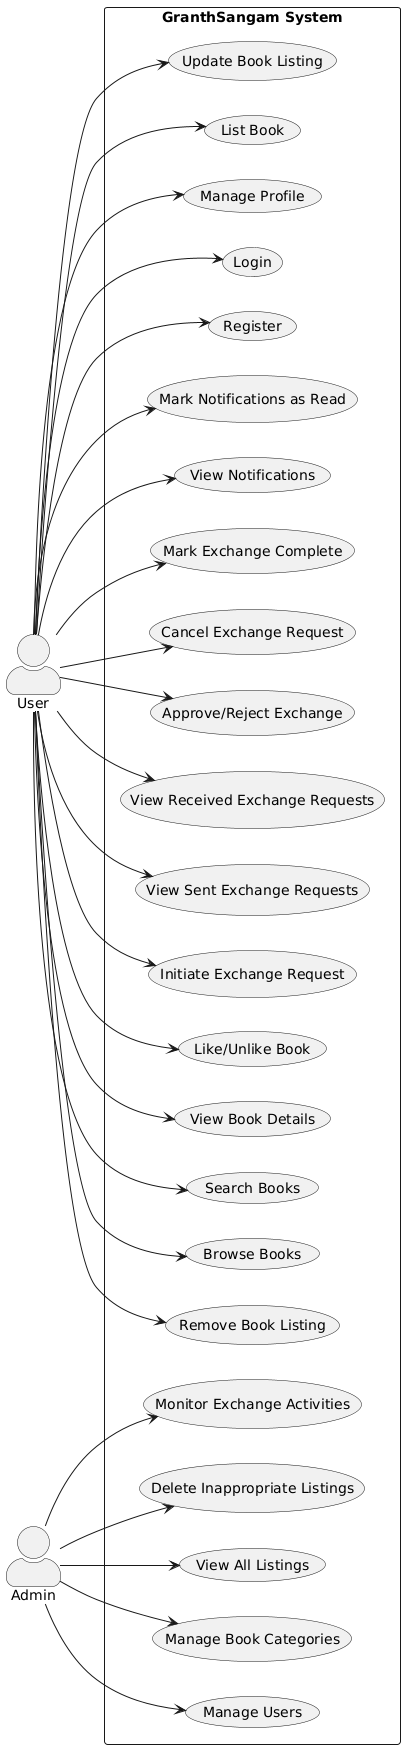 GranthSangam System
Update Book Listing
List Book
Manage Profile
Login
Register
Mark Notifications as Read
View Notifications
Mark Exchange Complete
Cancel Exchange Request
User
Approve/Reject Exchange
View Received Exchange Requests
View Sent Exchange Requests
Initiate Exchange Request
Like/Unlike Book
View Book Details
Search Books
Browse Books
Remove Book Listing
Monitor Exchange Activities
Delete Inappropriate Listings
View All Listings
Admin
Manage Book Categories
Manage Users